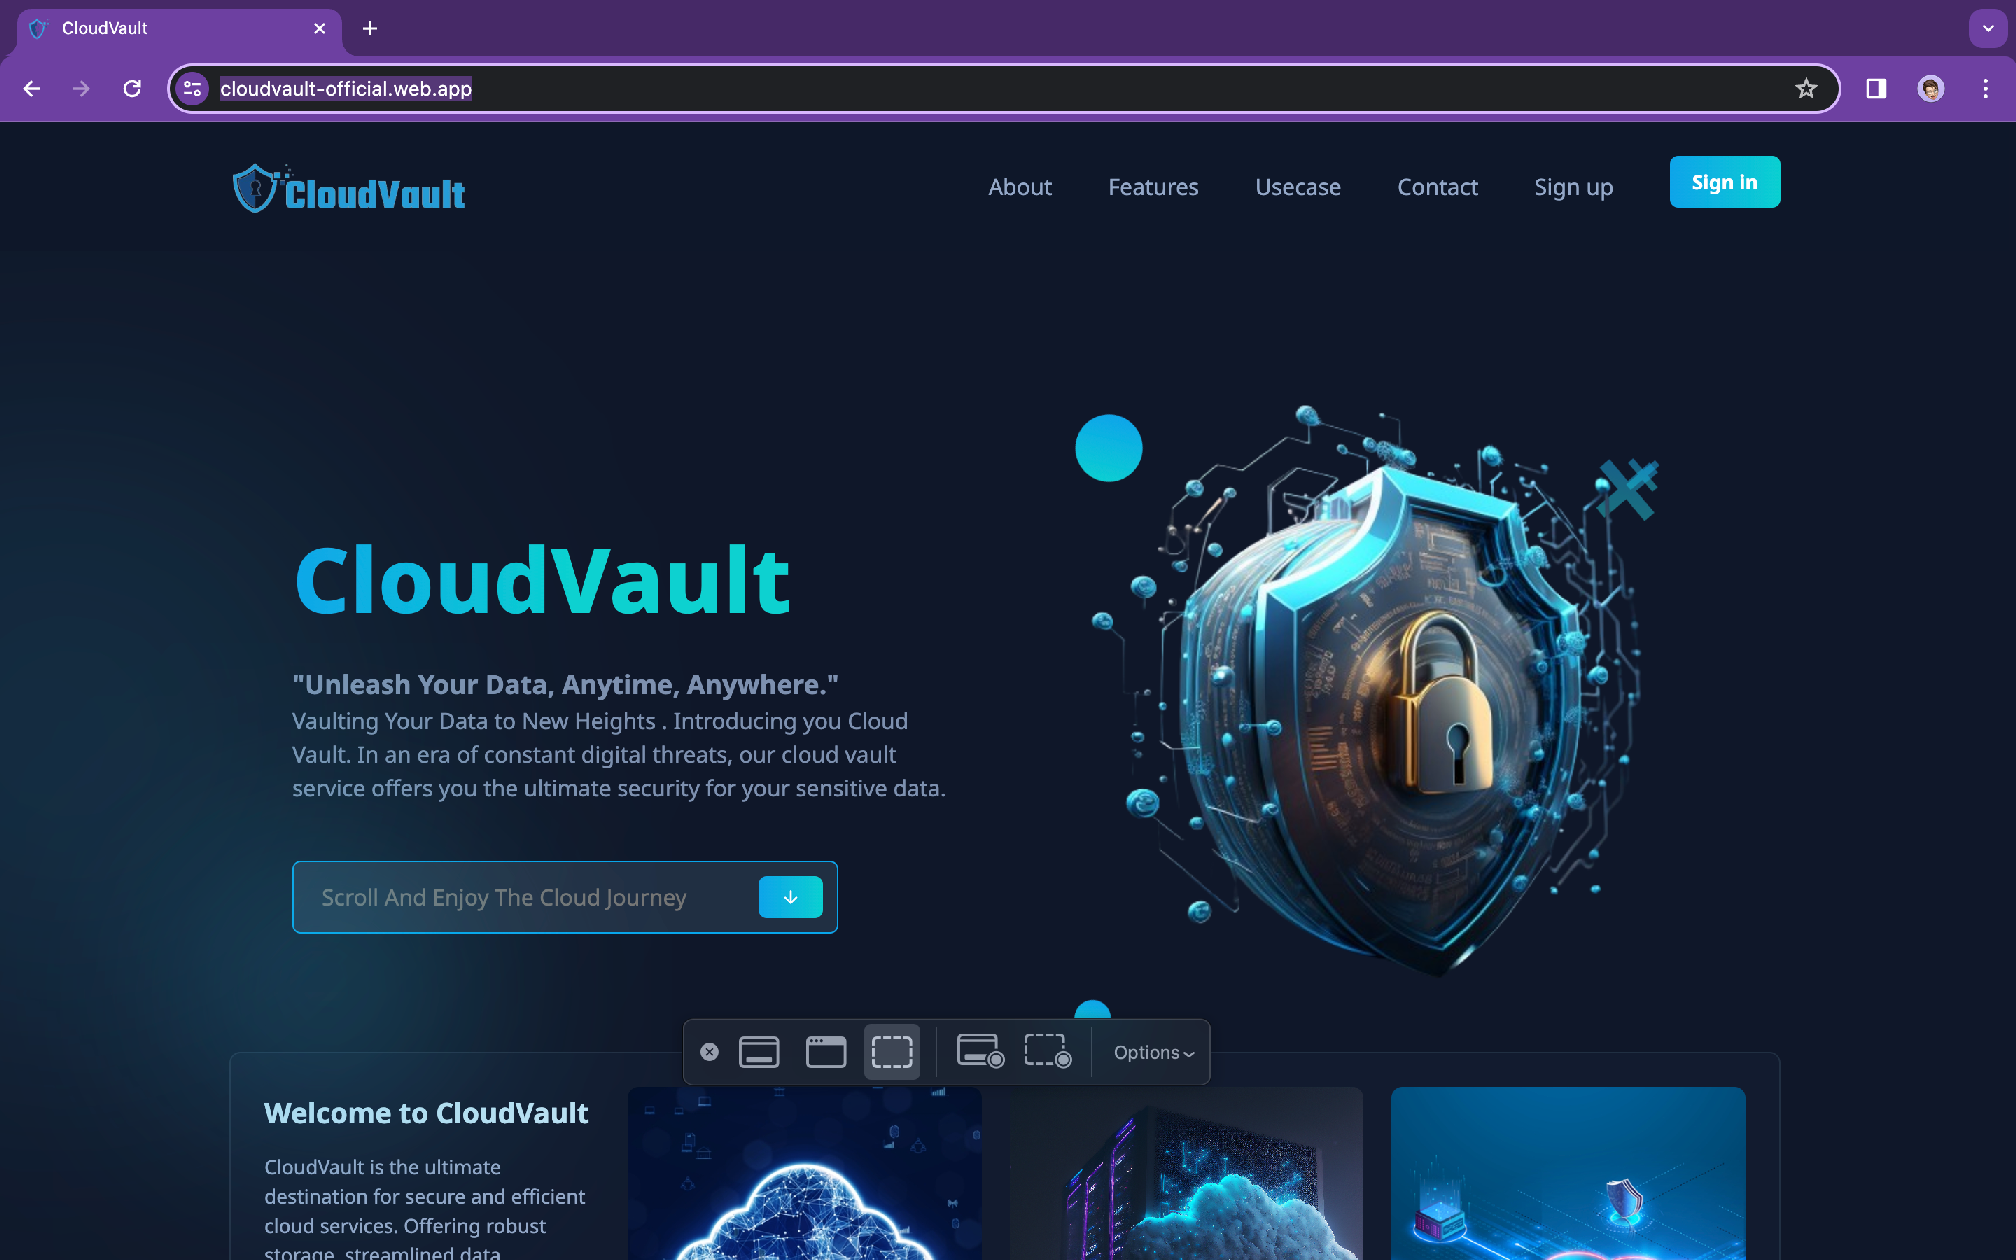 CloudVault
cloudvault-official.web.app
CloudVault
About
Features
Usecase
Contact
Sign up
Sign in
CloudVault
"Unleash Your Data, Anytime, Anywhere."
Vaulting Your Data to New Heights . Introducing you Cloud
Vault. In an era of constant digital threats, our cloud vault
service offers you the ultimate security for your sensitive data.
Scroll And Enjoy The Cloud Journey
Options
Welcome to CloudVault
CloudVault is the ultimate
destination for secure and efficient
cloud services. Offering robust
storage, streamlined data